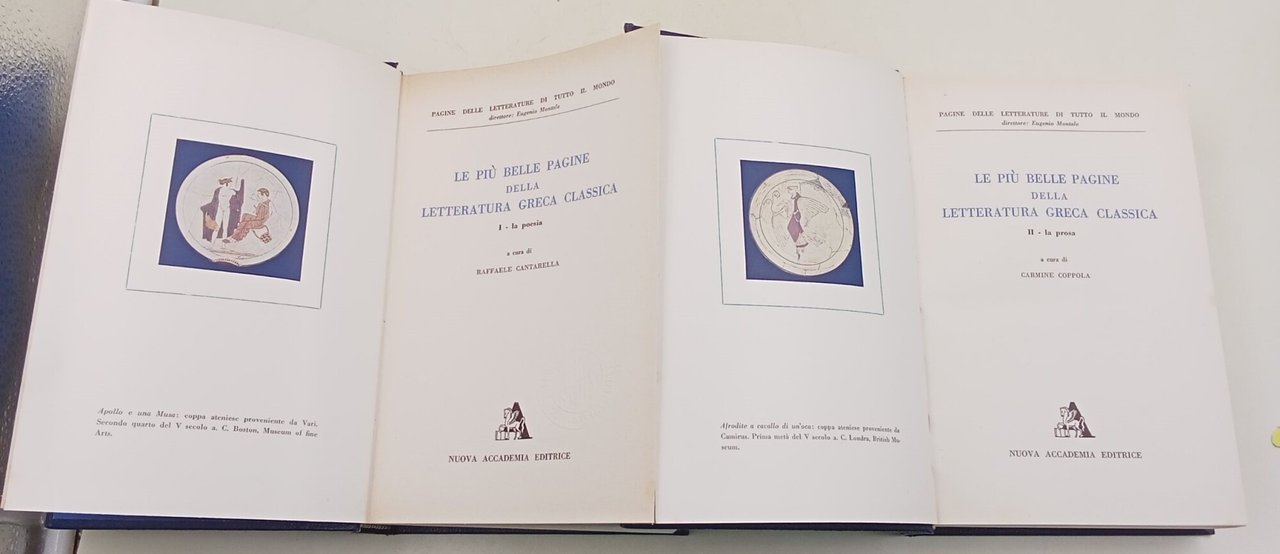 Apollo e una Musa: coppa ateniese proveniente da Vari.
Secondo quarto del V secolo a. C. Boston, Museum of fine
Arts.
PAGINE DELLE LETTERATURE DI TUTTO IL MONDO
direttore: Eugenio Montale
LE PIÙ BELLE PAGINE
DELLA
LETTERATURA GRECA CLASSICA
I - la poesia
a cura di
RAFFAELE CANTARELLA
NUOVA ACCADEMIA EDITRICE
Afrodite a cavallo di un'oca: coppa ateniese proveniente da
Camirus. Prima metà del V secolo a. C. Londra, British Mu-
seum.
PAGINE DELLE LETTERATURE DI TUTTO IL MONDO
direttore: Eugenio Montale
LE PIÙ BELLE PAGINE
DELLA
LETTERATURA GRECA CLASSICA
II - la prosa
a cura di
CARMINE COPPOLA
NUOVA ACCADEMIA EDITRICE